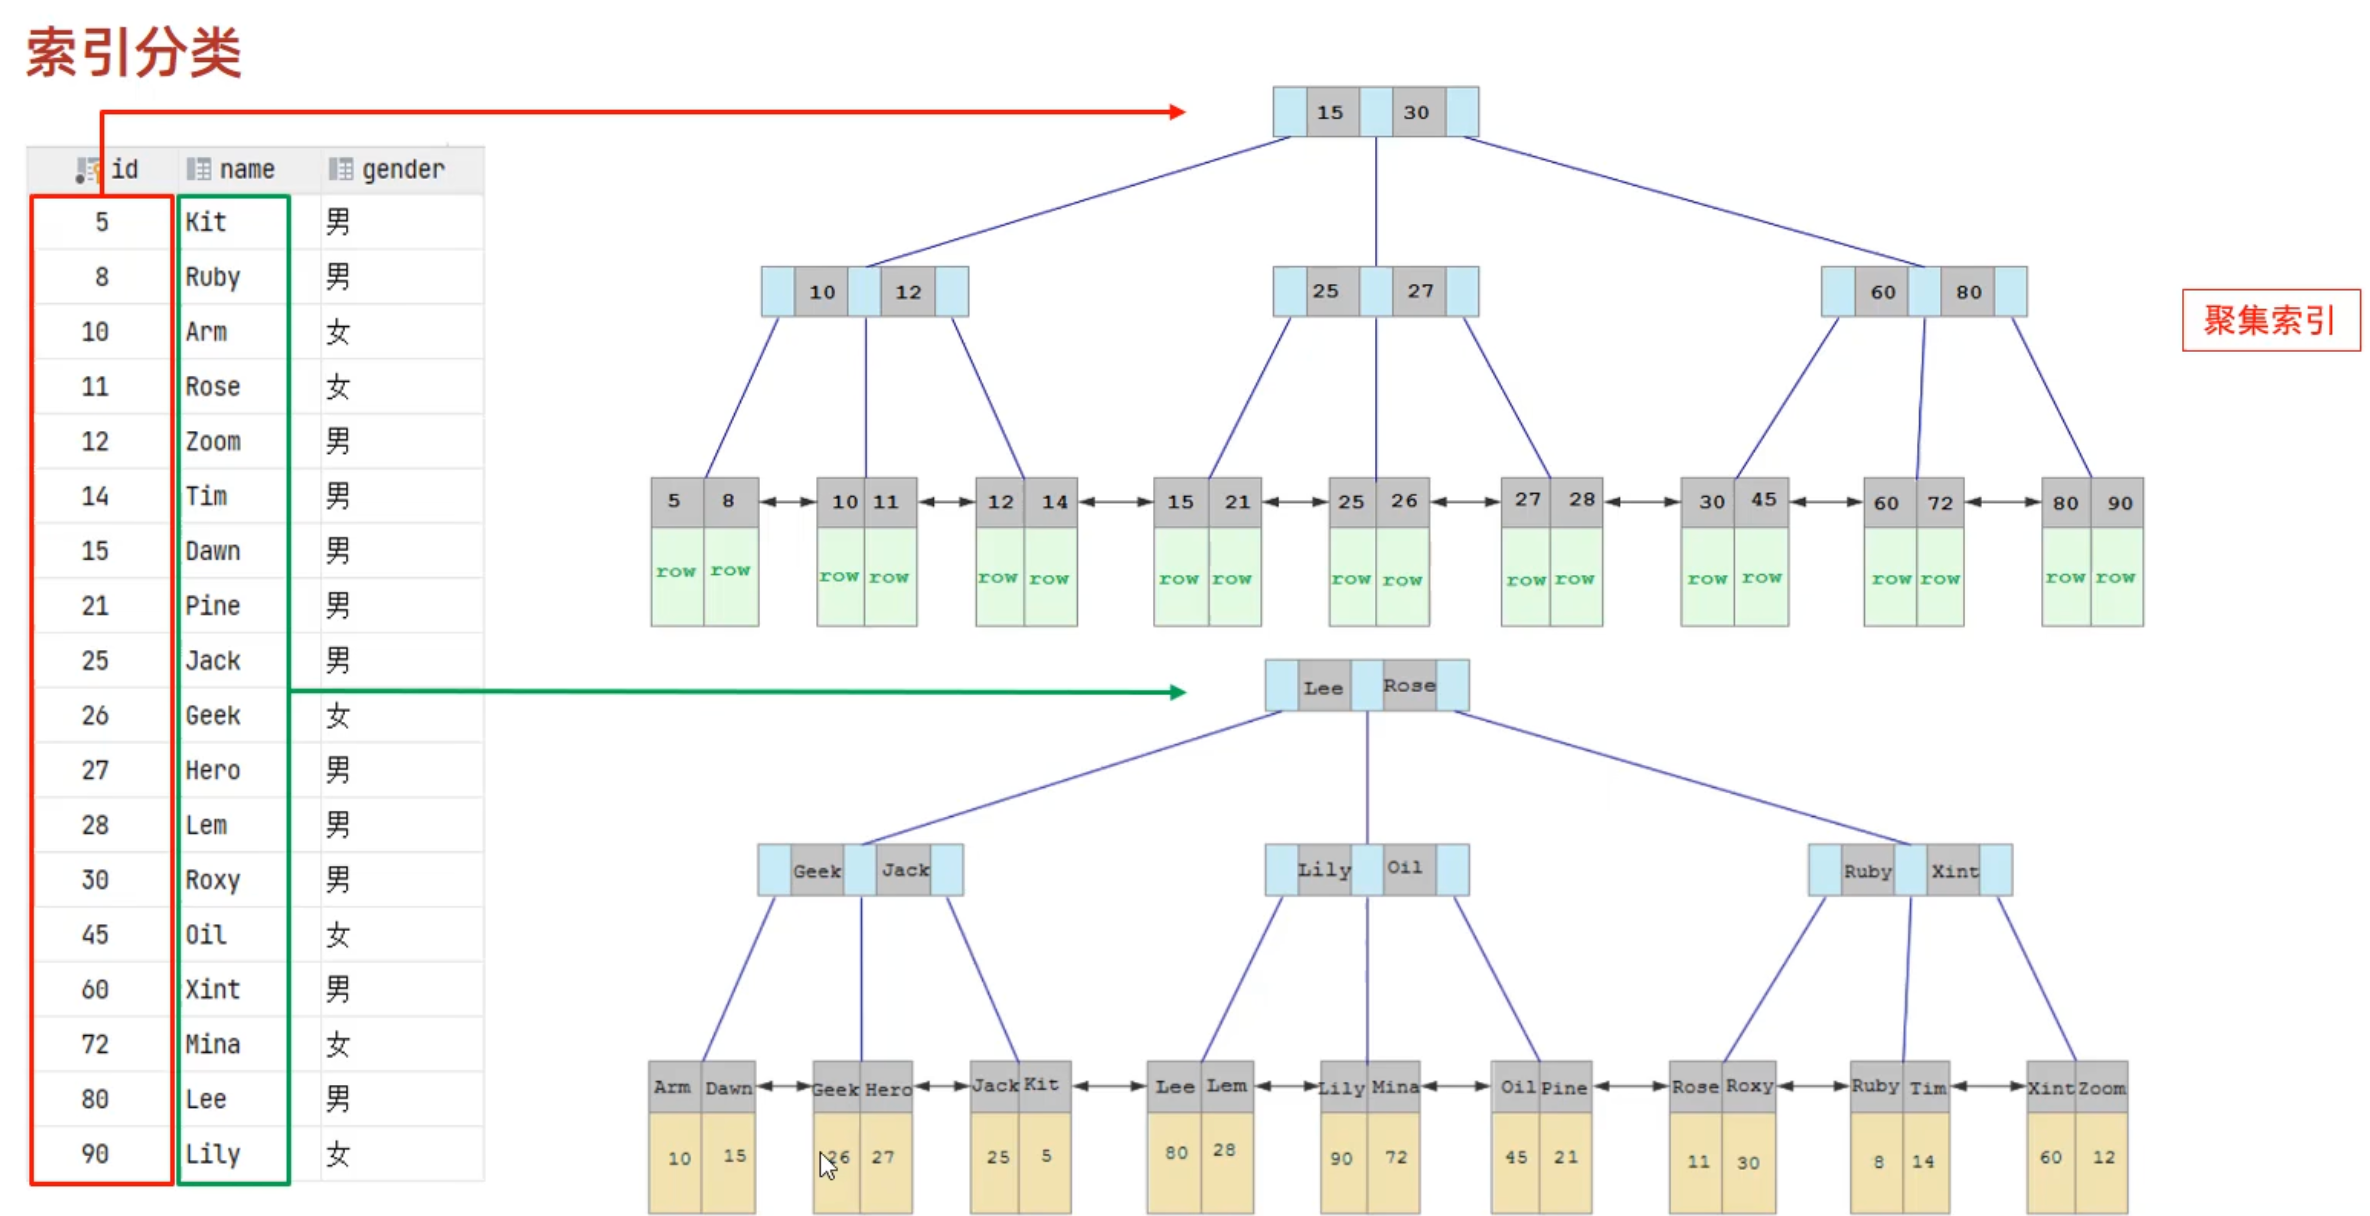 索引分类
id name gender
5 Kit 男
8 Ruby 男
10 Arm 女
11 Rose 女
12 Zoom 男
14 Tim 男
15 Dawn 男
21 Pine 男
25 Jack 男
26 Geek 女
27 Hero 男
28 Lem 男
30 Roxy 男
45 Oil 女
60 Xint 男
72 Mina 女
80 Lee 男
90 Lily 女
15 30
10 12 25 27 60 80
聚集索引
5 8 10 11 12 14 15 21 25 26 27 28 30 45 60 72 80 90
row row row row row row row row row row row row row row row row row row
Lee Rose
Geek Jack Lily Oil Ruby Xint
Arm Dawn Geek Hero Jack Kit Lee Lem Lily Mina Oil Pine Rose Roxy Ruby Tim Xint Zoom
10 15 26 27 25 5 80 28 90 72 45 21 11 30 8 14 60 12